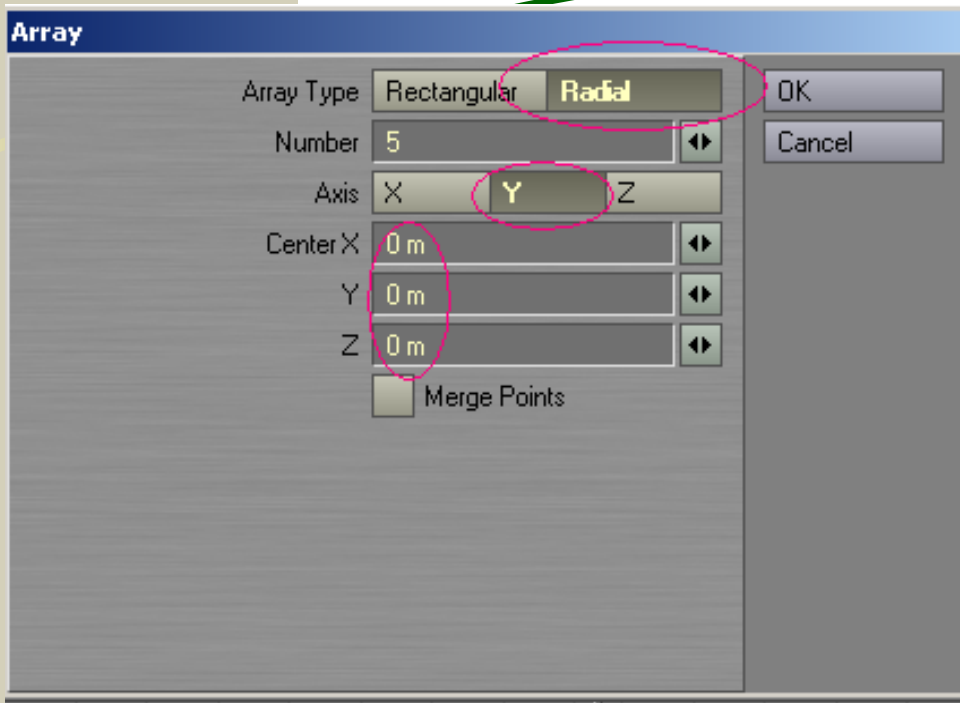 Array
Array Type Rectangular Radial OK
Number 5 Cancel
Axis X Y Z
Center X 0 m
Y 0 m
Z 0 m
Merge Points